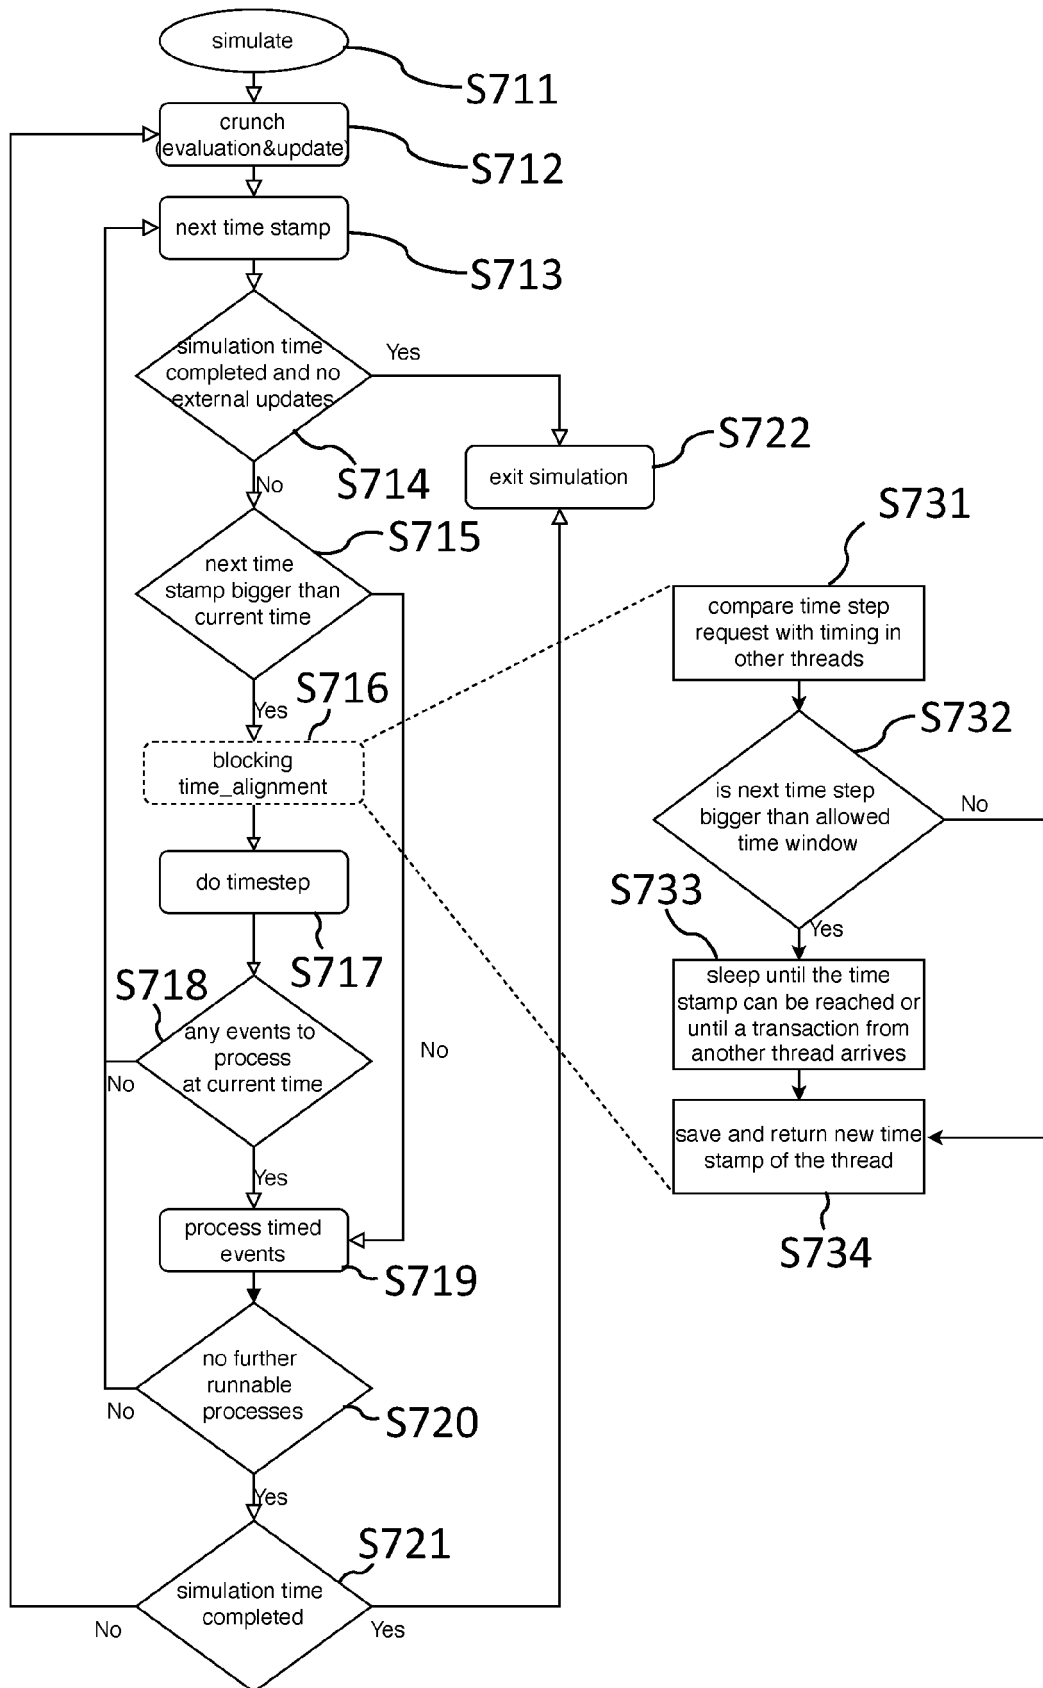 simulate
S711
crunch
(evaluation&update)
S712
next time stamp
S713
simulation time
completed and no
external updates
Yes
S714
No
S722
exit simulation
S715
next time
stamp bigger than
current time
S731
compare time step
request with timing in
other threads
S716
Yes
blocking
time_alignment
S732
is next time step
bigger than allowed
time window
No
do timestep
S717
S733
Yes
sleep until the time
stamp can be reached or
until a transaction from
another thread arrives
S718
any events to
process
at current time
No
No
Yes
save and return new time
stamp of the thread
S734
process timed
events
S719
no further
runnable
processes
No
S720
Yes
S721
simulation time
completed
No
Yes